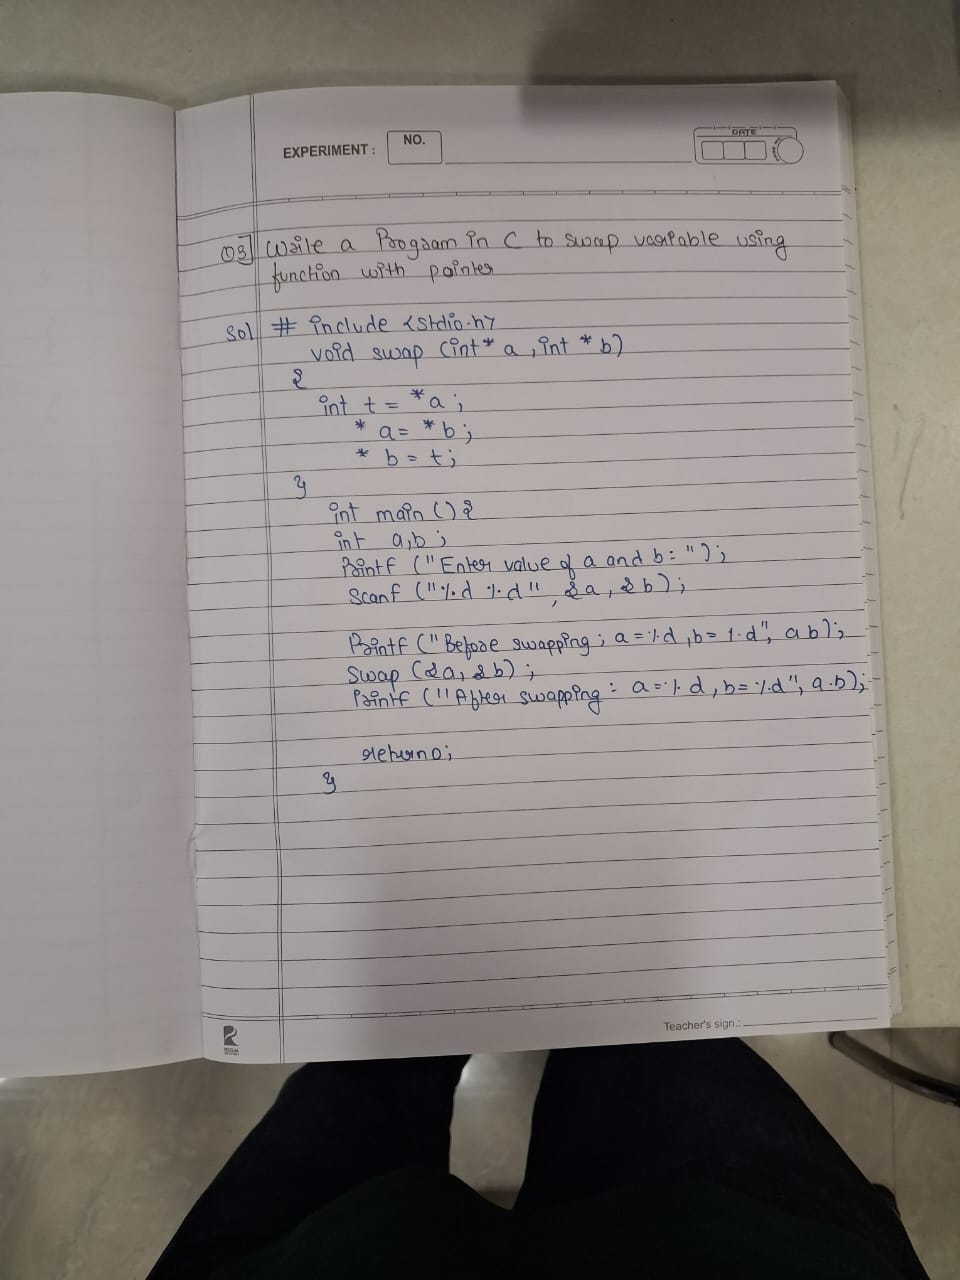 EXPERIMENT : NO.
DATE
Q3] Write a Program in C to swap variable using
function with pointer
Sol # include <stdio.h>
void swap (int* a , int * b)
{
int t = *a ;
* a = *b ;
* b = t ;
}
int main () {
int a,b ;
Printf ("Enter value of a and b = ");
Scanf ("%d %d" , &a , &b);
Printf ("Before swapping ; a = %d , b = %d", a b);
Swap (&a, &b) ;
Printf ("After swapping : a = %d , b = %d", a.b);
return 0;
}
Teacher's sign.: